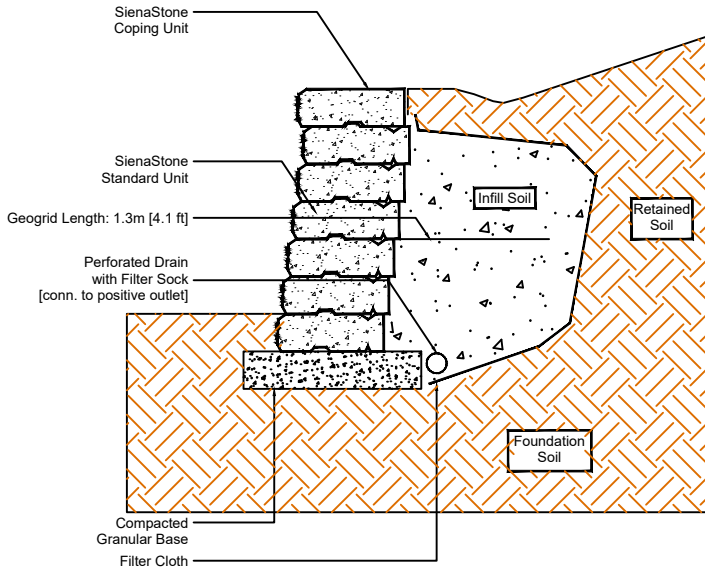 SienaStone
Coping Unit
SienaStone
Standard Unit
Geogrid Length: 1.3m [4.1 ft]
Perforated Drain
with Filter Sock
[conn. to positive outlet]
Infill Soil
Retained
Soil
Foundation
Soil
Compacted
Granular Base
Filter Cloth